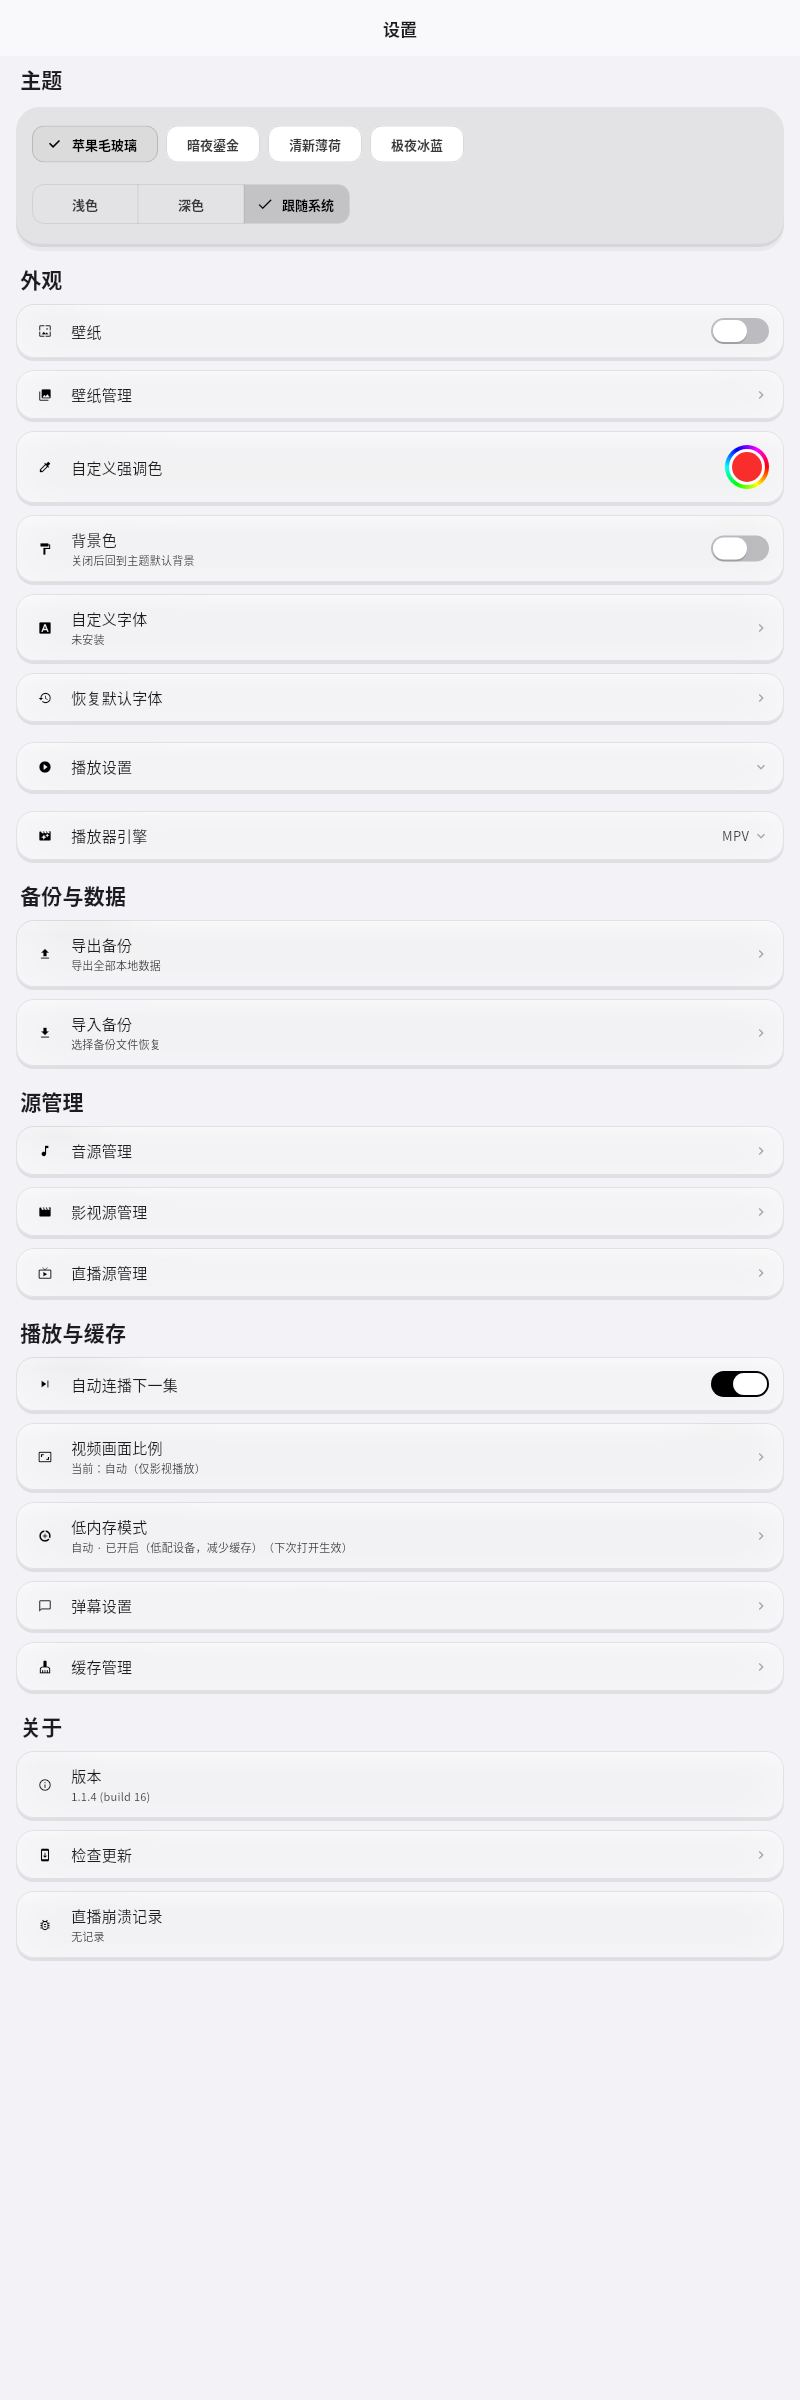 设置
主题
苹果毛玻璃
暗夜鎏金
清新薄荷
极夜冰蓝
浅色
深色
跟随系统
外观
壁纸
壁纸管理
自定义强调色
背景色
关闭后回到主题默认背景
自定义字体
未安装
恢复默认字体
播放设置
播放器引擎
MPV
备份与数据
导出备份
导出全部本地数据
导入备份
选择备份文件恢复
源管理
音源管理
影视源管理
直播源管理
播放与缓存
自动连播下一集
视频画面比例
当前：自动（仅影视播放）
低内存模式
自动 · 已开启（低配设备，减少缓存）（下次打开生效）
弹幕设置
缓存管理
关于
版本
1.1.4 (build 16)
检查更新
直播崩溃记录
无记录